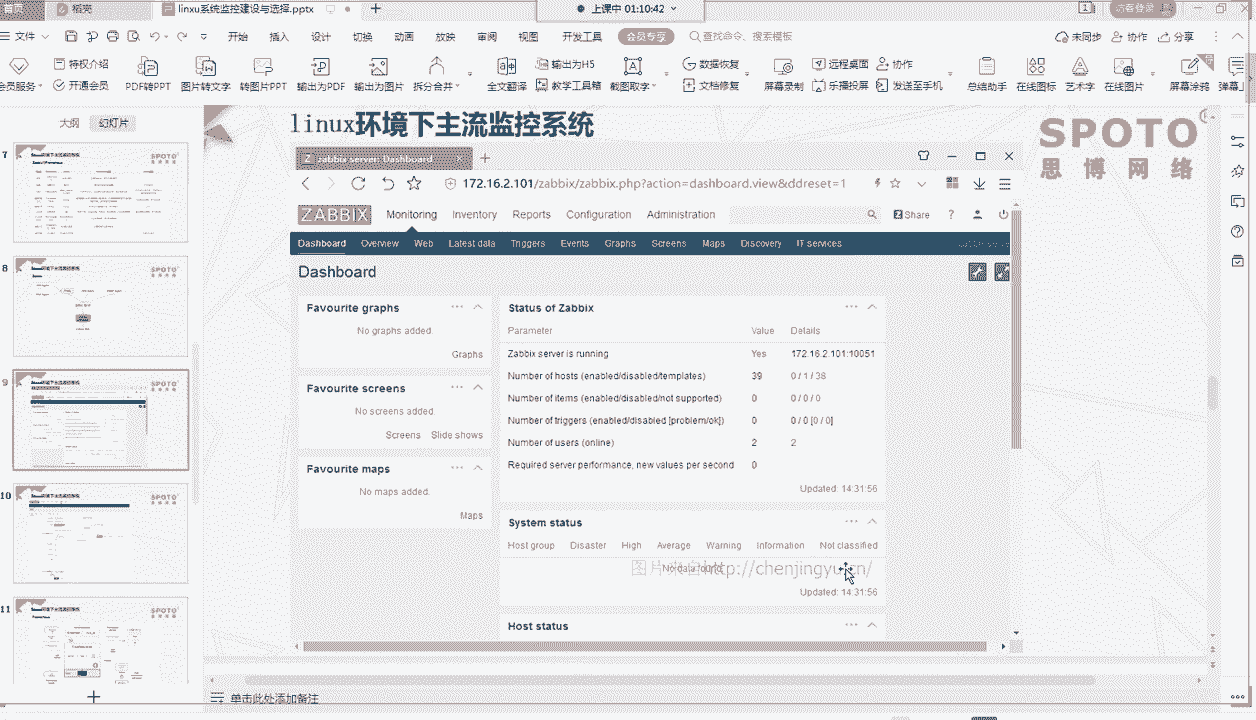 首页 稻壳 linxu系统监控建设与选择.pptx 上课中 01:10:42 访客登录
文件 开始 插入 设计 切换 动画 放映 审阅 视图 开发工具 会员专享 查找命令、搜索模板 未同步 协作 分享
特权介绍 输出为H5 数据恢复 远程桌面 协作
会员服务 开通会员 PDF转PPT 图片转文字 转图片PPT 输出为PDF 输出为图片 拆分合并 全文翻译 教学工具箱 截图取字 文档修复 屏幕录制 乐播投屏 发送至手机 总结助手 在线图标 艺术字 在线图片 屏幕涂鸦 弹幕
大纲 幻灯片
7
8
9
10
11
linux环境下主流监控系统
SPOTO
思博网络
zabbix server: Dashboard
172.16.2.101/zabbix/zabbix.php?action=dashboard.view&ddreset=1
ZABBIX Monitoring Inventory Reports Configuration Administration Share ?
Dashboard Overview Web Latest data Triggers Events Graphs Screens Maps Discovery IT services
Dashboard
Favourite graphs
No graphs added.
Graphs
Favourite screens
No screens added.
Screens Slide shows
Favourite maps
No maps added.
Maps
Status of Zabbix
Parameter Value Details
Zabbix server is running Yes 172.16.2.101:10051
Number of hosts (enabled/disabled/templates) 39 0 / 1 / 38
Number of items (enabled/disabled/not supported) 0 0 / 0 / 0
Number of triggers (enabled/disabled [problem/ok]) 0 0 / 0 [0 / 0]
Number of users (online) 2 2
Required server performance, new values per second 0
Updated: 14:31:56
System status
Host group Disaster High Average Warning Information Not classified
No data found.
http://chenjingyu.cn/
Updated: 14:31:56
Host status
单击此处添加备注